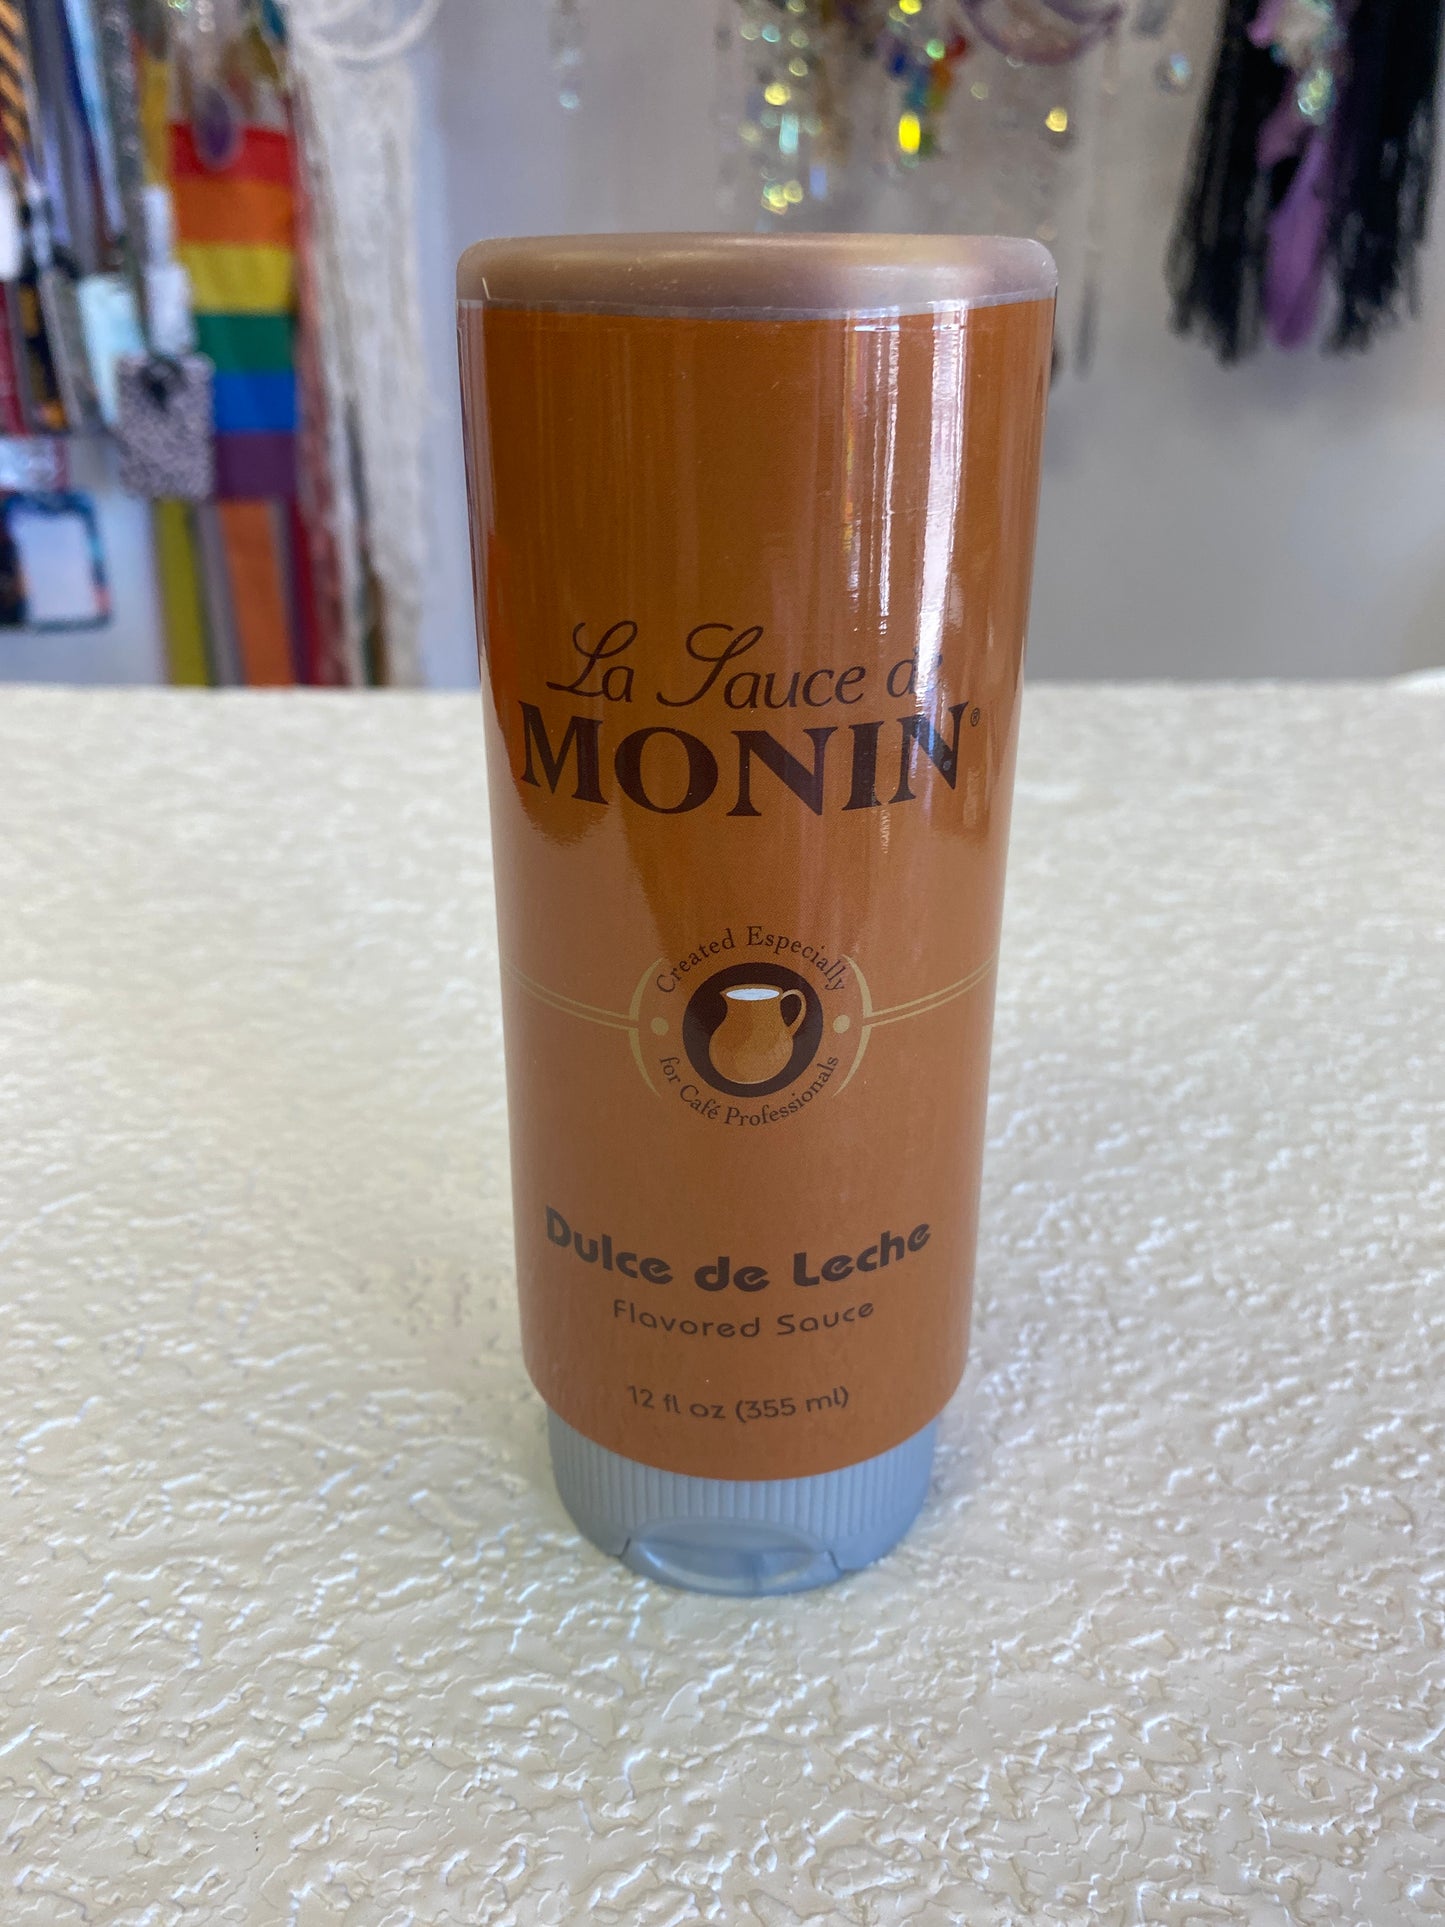 La Sauce de
MONIN®
Created Especially
for Café Professionals
Dulce de Leche
Flavored Sauce
12 fl oz (355 ml)